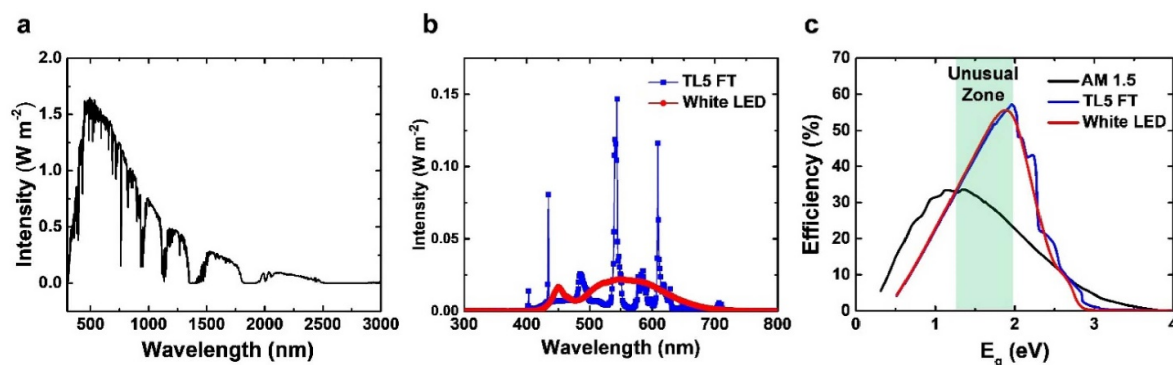 a
2.0
1.5
1.0
0.5
0.0
Intensity (W m⁻²)
500 1000 1500 2000 2500 3000
Wavelength (nm)
b
TL5 FT
White LED
0.15
0.10
0.05
0.00
Intensity (W m⁻²)
300 400 500 600 700 800
Wavelength (nm)
c
70
60
50
40
30
20
10
0
Efficiency (%)
Unusual
Zone
AM 1.5
TL5 FT
White LED
0 1 2 3 4
E_g (eV)